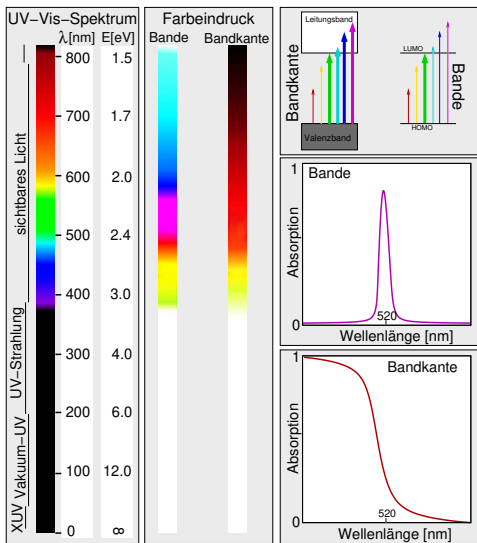 UV−Vis−Spektrum
λ[nm] E[eV]
800 1.5
700 1.7
600 2.0
500 2.4
400 3.0
300 4.0
200 6.0
100 12.0
0 ∞
sichtbares Licht
UV−Strahlung
Vakuum−UV
XUV
Farbeindruck
Bande
Bandkante
Bandkante
Leitungsband
Valenzband
LUMO
HOMO
Bande
1
Bande
Absorption
520
0
Wellenlänge [nm]
1
Bandkante
Absorption
520
0
Wellenlänge [nm]